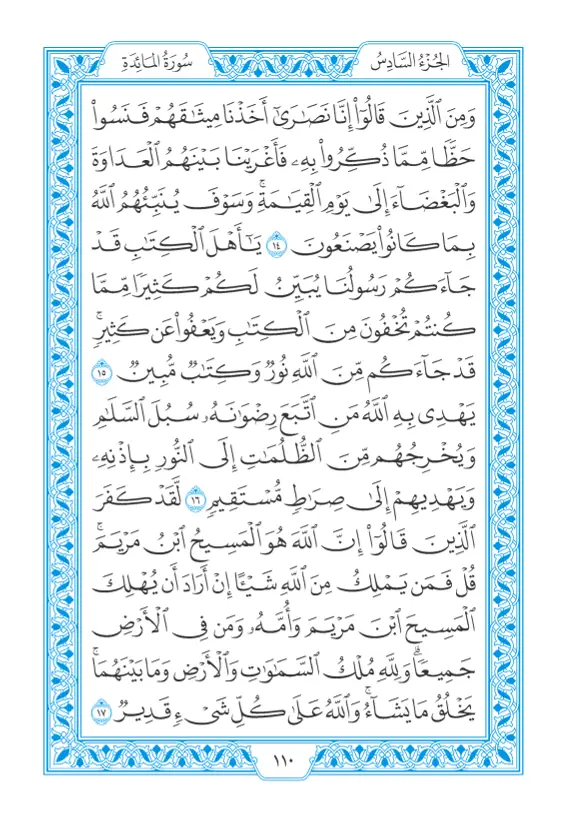 الجُزْءُ السَّادِسُ
سُورَةُ المَائِدَةِ
وَمِنَ ٱلَّذِينَ قَالُوٓا۟ إِنَّا نَصَٰرَىٰٓ أَخَذْنَا مِيثَٰقَهُمْ فَنَسُوا۟
حَظًّا مِّمَّا ذُكِّرُوا۟ بِهِۦ فَأَغْرَيْنَا بَيْنَهُمُ ٱلْعَدَاوَةَ
وَٱلْبَغْضَآءَ إِلَىٰ يَوْمِ ٱلْقِيَٰمَةِۚ وَسَوْفَ يُنَبِّئُهُمُ ٱللَّهُ
بِمَا كَانُوا۟ يَصْنَعُونَ ١٤ يَٰٓأَهْلَ ٱلْكِتَٰبِ قَدْ
جَآءَكُمْ رَسُولُنَا يُبَيِّنُ لَكُمْ كَثِيرًا مِّمَّا
كُنتُمْ تُخْفُونَ مِنَ ٱلْكِتَٰبِ وَيَعْفُوا۟ عَن كَثِيرٍۚ
قَدْ جَآءَكُم مِّنَ ٱللَّهِ نُورٌ وَكِتَٰبٌ مُّبِينٌ ١٥
يَهْدِى بِهِ ٱللَّهُ مَنِ ٱتَّبَعَ رِضْوَٰنَهُۥ سُبُلَ ٱلسَّلَٰمِ
وَيُخْرِجُهُم مِّنَ ٱلظُّلُمَٰتِ إِلَى ٱلنُّورِ بِإِذْنِهِۦ
وَيَهْدِيهِمْ إِلَىٰ صِرَٰطٍ مُّسْتَقِيمٍ ١٦ لَّقَدْ كَفَرَ
ٱلَّذِينَ قَالُوٓا۟ إِنَّ ٱللَّهَ هُوَ ٱلْمَسِيحُ ٱبْنُ مَرْيَمَۚ
قُلْ فَمَن يَمْلِكُ مِنَ ٱللَّهِ شَيْـًٔا إِنْ أَرَادَ أَن يُهْلِكَ
ٱلْمَسِيحَ ٱبْنَ مَرْيَمَ وَأُمَّهُۥ وَمَن فِى ٱلْأَرْضِ
جَمِيعًاۗ وَلِلَّهِ مُلْكُ ٱلسَّمَٰوَٰتِ وَٱلْأَرْضِ وَمَا بَيْنَهُمَاۚ
يَخْلُقُ مَا يَشَآءُۚ وَٱللَّهُ عَلَىٰ كُلِّ شَىْءٍ قَدِيرٌ ١٧
١١٠